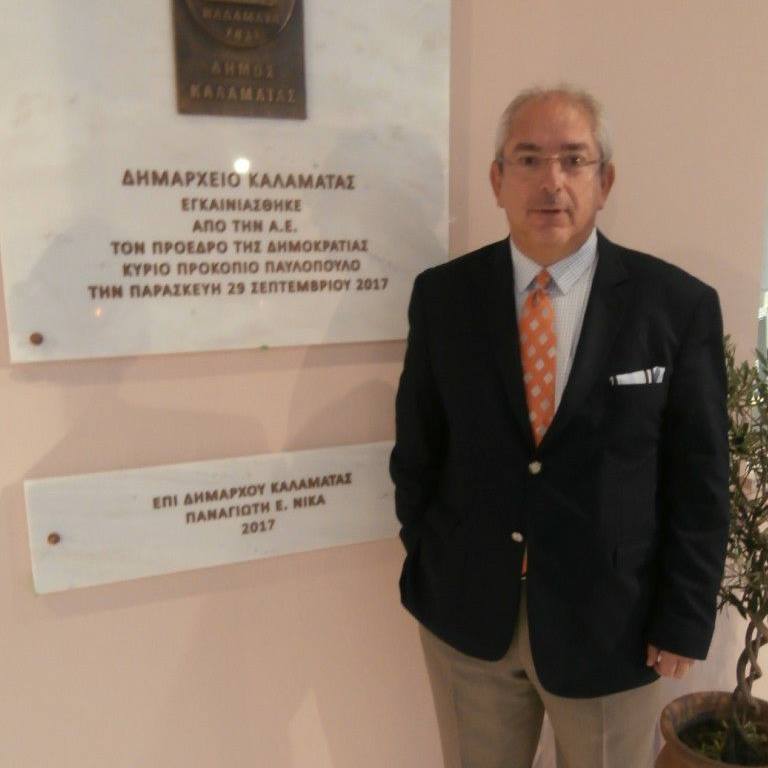 ΚΑΛΑΜΑΤΑ
ΔΗΜΟΣ
ΚΑΛΑΜΑΤΑΣ
ΔΗΜΑΡΧΕΙΟ ΚΑΛΑΜΑΤΑΣ
ΕΓΚΑΙΝΙΑΣΘΗΚΕ
ΑΠΟ ΤΗΝ Α.Ε.
ΤΟΝ ΠΡΟΕΔΡΟ ΤΗΣ ΔΗΜΟΚΡΑΤΙΑΣ
ΚΥΡΙΟ ΠΡΟΚΟΠΙΟ ΠΑΥΛΟΠΟΥΛΟ
ΤΗΝ ΠΑΡΑΣΚΕΥΗ 29 ΣΕΠΤΕΜΒΡΙΟΥ 2017
ΕΠΙ ΔΗΜΑΡΧΟΥ ΚΑΛΑΜΑΤΑΣ
ΠΑΝΑΓΙΩΤΗ Ε. ΝΙΚΑ
2017